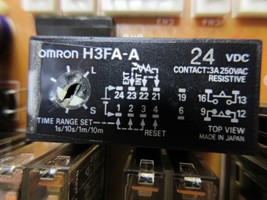 OMRON H3FA-A
24 VDC
CONTACT:3A 250VAC
RESISTIVE
L
S
24 23 22 21
19
16 13
1 2 3 4
6
9 12
TIME RANGE SET
1s/10s/1m/10m
RESET
TOP VIEW
MADE IN JAPAN